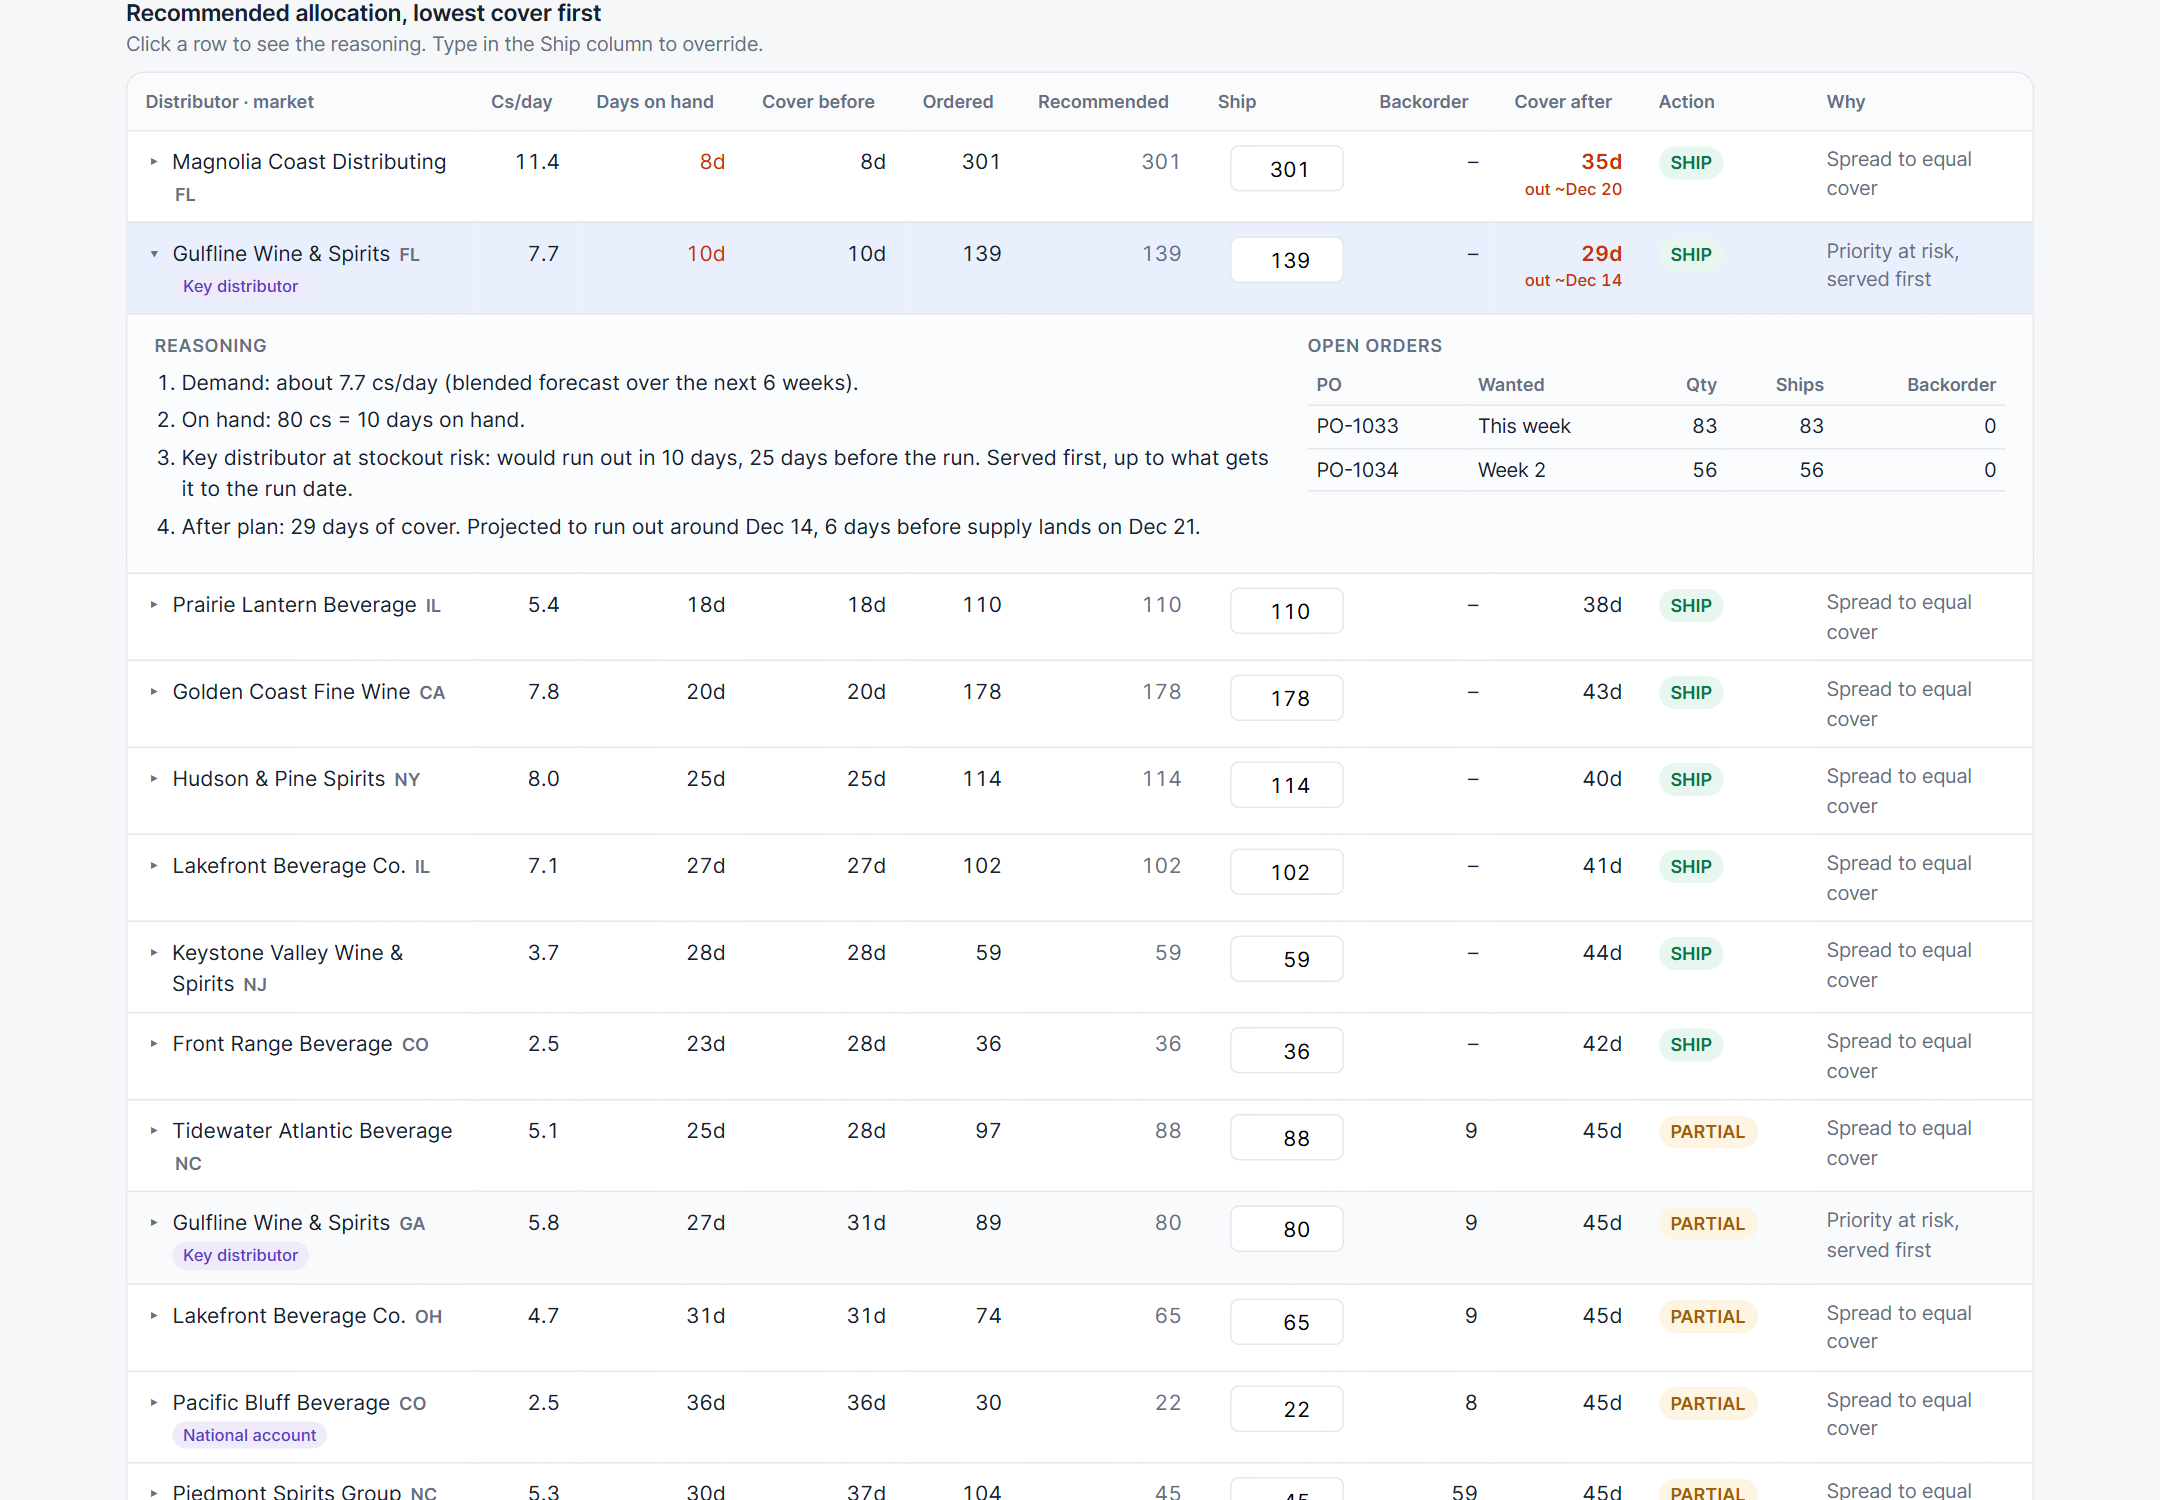 Recommended allocation, lowest cover first
Click a row to see the reasoning. Type in the Ship column to override.
Distributor · market Cs/day Days on hand Cover before Ordered Recommended Ship Backorder Cover after Action Why
Magnolia Coast Distributing 11.4 8d 8d 301 301 301 – 35d SHIP Spread to equal
FL out ~Dec 20 cover
Gulfline Wine & Spirits FL 7.7 10d 10d 139 139 139 – 29d SHIP Priority at risk,
Key distributor out ~Dec 14 served first
REASONING
1. Demand: about 7.7 cs/day (blended forecast over the next 6 weeks).
2. On hand: 80 cs = 10 days on hand.
3. Key distributor at stockout risk: would run out in 10 days, 25 days before the run. Served first, up to what gets
it to the run date.
4. After plan: 29 days of cover. Projected to run out around Dec 14, 6 days before supply lands on Dec 21.
OPEN ORDERS
PO Wanted Qty Ships Backorder
PO-1033 This week 83 83 0
PO-1034 Week 2 56 56 0
Prairie Lantern Beverage IL 5.4 18d 18d 110 110 110 – 38d SHIP Spread to equal
cover
Golden Coast Fine Wine CA 7.8 20d 20d 178 178 178 – 43d SHIP Spread to equal
cover
Hudson & Pine Spirits NY 8.0 25d 25d 114 114 114 – 40d SHIP Spread to equal
cover
Lakefront Beverage Co. IL 7.1 27d 27d 102 102 102 – 41d SHIP Spread to equal
cover
Keystone Valley Wine & 3.7 28d 28d 59 59 59 – 44d SHIP Spread to equal
Spirits NJ cover
Front Range Beverage CO 2.5 23d 28d 36 36 36 – 42d SHIP Spread to equal
cover
Tidewater Atlantic Beverage 5.1 25d 28d 97 88 88 9 45d PARTIAL Spread to equal
NC cover
Gulfline Wine & Spirits GA 5.8 27d 31d 89 80 80 9 45d PARTIAL Priority at risk,
Key distributor served first
Lakefront Beverage Co. OH 4.7 31d 31d 74 65 65 9 45d PARTIAL Spread to equal
cover
Pacific Bluff Beverage CO 2.5 36d 36d 30 22 22 8 45d PARTIAL Spread to equal
National account cover
Piedmont Spirits Group NC 5.3 30d 37d 104 45 45 59 45d PARTIAL Spread to equal